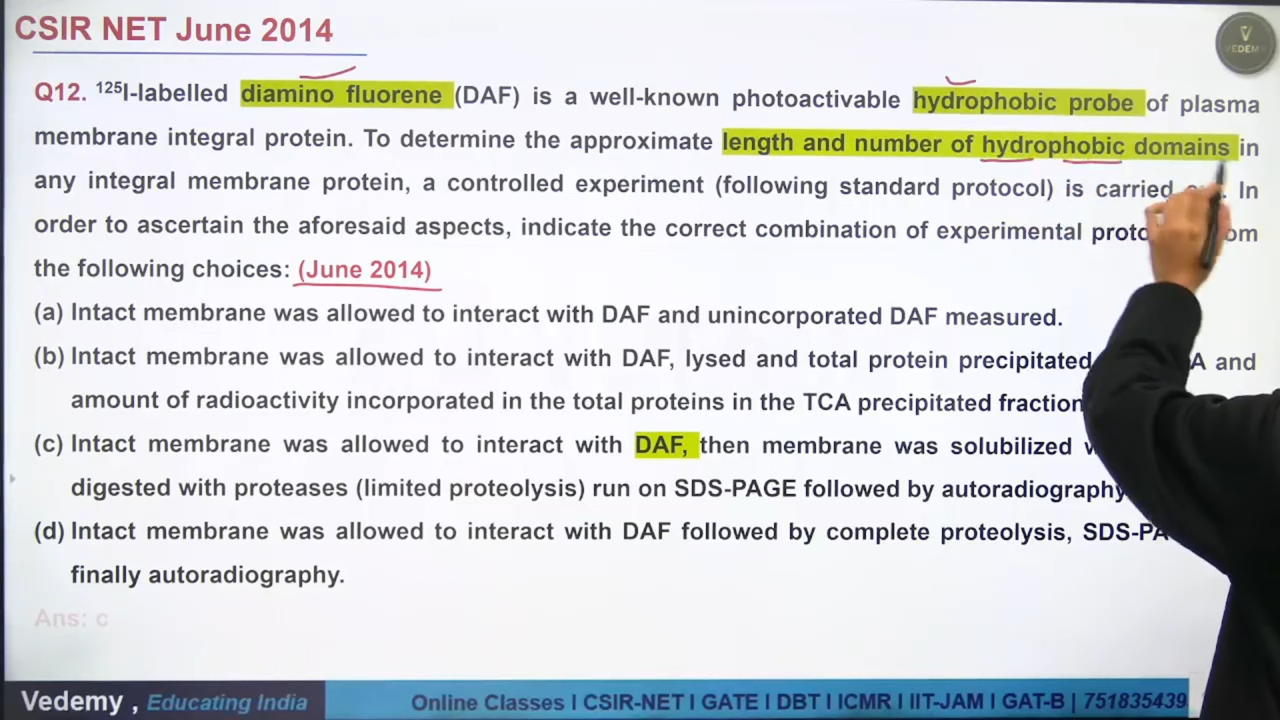 CSIR NET June 2014
VEDEMY
Q12. ¹²⁵I-labelled diamino fluorene (DAF) is a well-known photoactivable hydrophobic probe of plasma
membrane integral protein. To determine the approximate length and number of hydrophobic domains in
any integral membrane protein, a controlled experiment (following standard protocol) is carried In
order to ascertain the aforesaid aspects, indicate the correct combination of experimental
the following choices: (June 2014)
(a) Intact membrane was allowed to interact with DAF and unincorporated DAF measured.
(b) Intact membrane was allowed to interact with DAF, lysed and total protein precipitated and
amount of radioactivity incorporated in the total proteins in the TCA precipitated fraction
(c) Intact membrane was allowed to interact with DAF, then membrane was solubilized
digested with proteases (limited proteolysis) run on SDS-PAGE followed by autoradiography
(d) Intact membrane was allowed to interact with DAF followed by complete proteolysis,
finally autoradiography.
Ans: c
Vedemy , Educating India
Online Classes I CSIR-NET I GATE I DBT I ICMR I IIT-JAM I GAT-B | 751835439